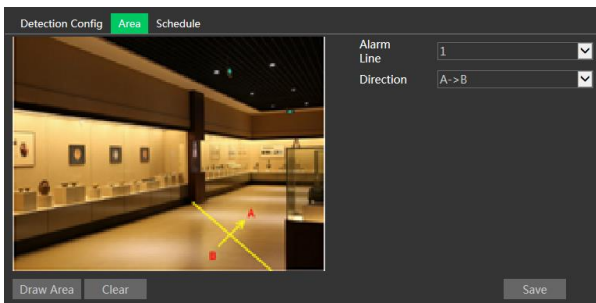 Detection Config Area Schedule
Alarm Line
1
Direction
A->B
A
B
Draw Area Clear
Save